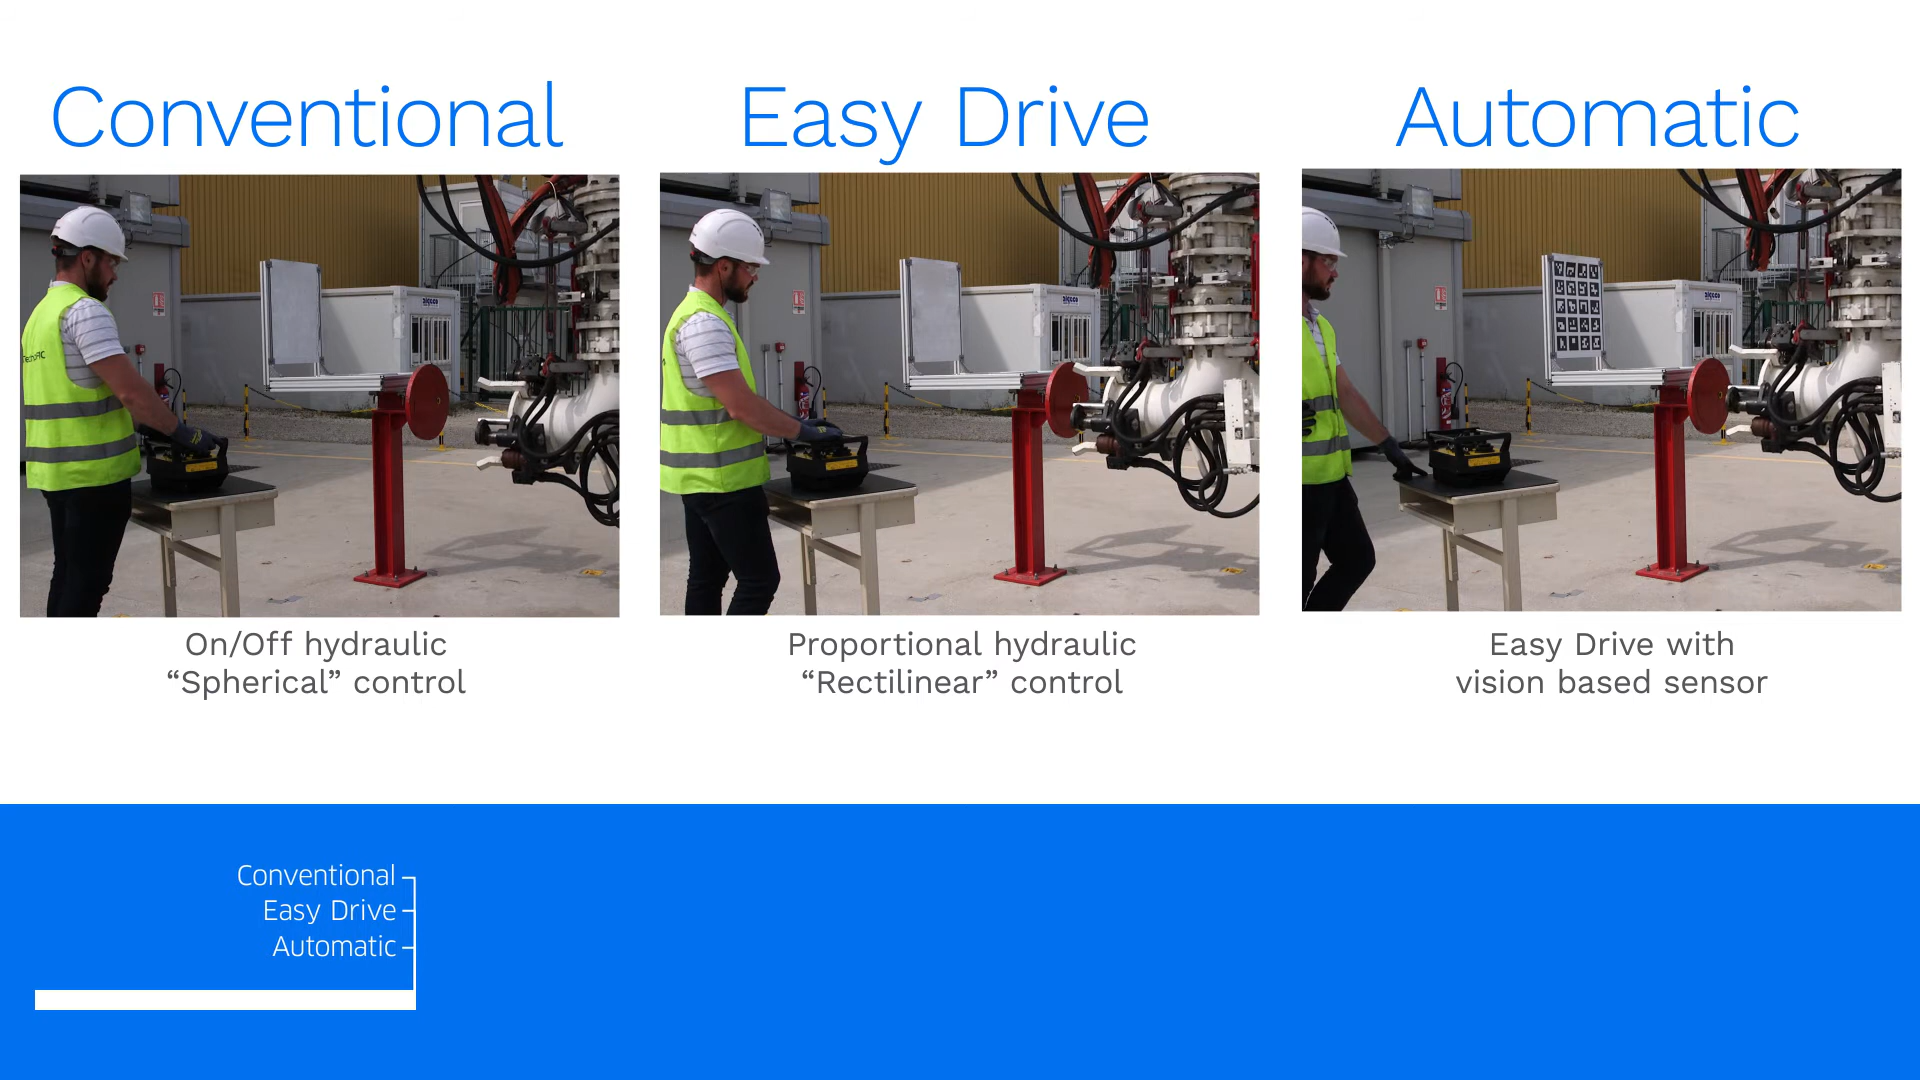 Conventional
Easy Drive
Automatic
On/Off hydraulic
“Spherical” control
Proportional hydraulic
“Rectilinear” control
Easy Drive with
vision based sensor
Conventional
Easy Drive
Automatic